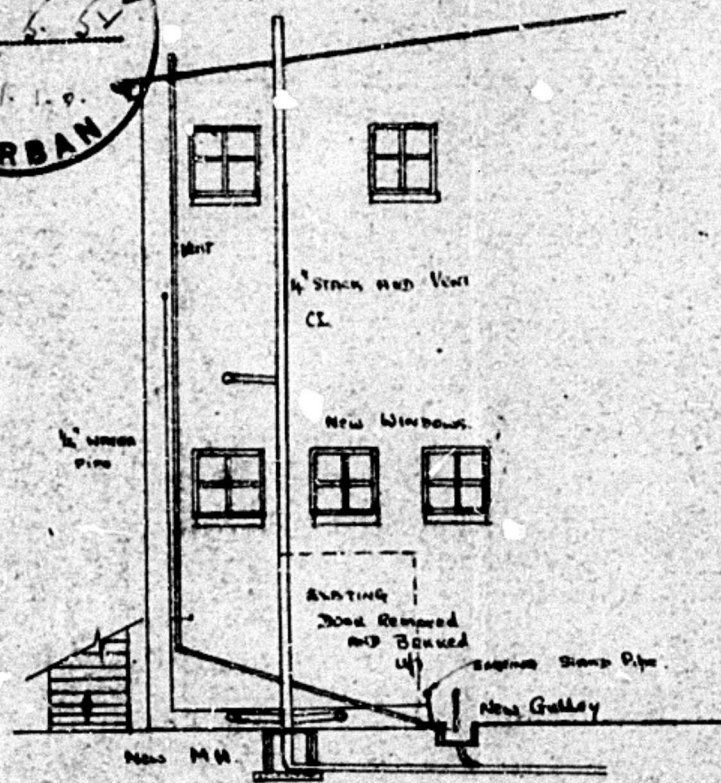 RBAN
VENT
4" STACK AND VENT
C.I.
NEW WINDOWS.
½" WATER
PIPE
EXISTING
DOOR REMOVED
AND BRICKED
UP
EXISTING STAND PIPE.
NEW GULLEY
NEW M H.